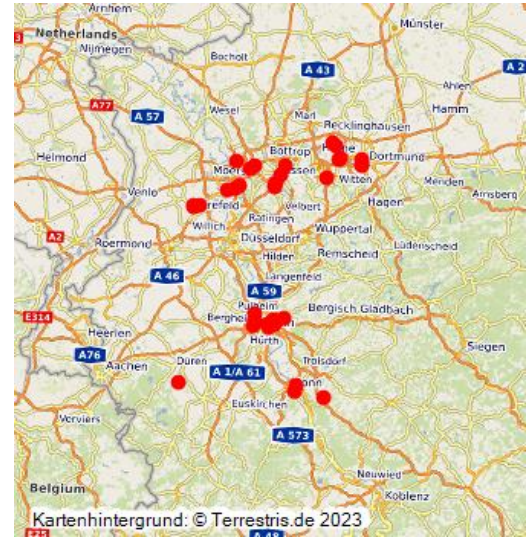 Arnhem
Münster
Netherlands
Nijmegen
Bocholt
A 43
A 2
A77
Wesel
Marl
Ahlen
Hamm
A 57
Recklinghausen
Helmond
Moers
Bottrop
Dortmund
Venlo
Witten
Menden
Arnsberg
Hagen
Velbert
Willich
Ratingen
A2
Düsseldorf
Wuppertal
Roermond
Hilden
Remscheid
Lüdenscheid
A 46
Langenfeld
A 59
E314
Pulheim
Bergisch Gladbach
Heerlen
Hürth
Siegen
A76
Düren
Troisdorf
Aachen
A 1/A 61
Euskirchen
Verviers
A 573
Neuwied
Belgium
Koblenz
Kartenhintergrund: © Terrestris.de 2023
A 48